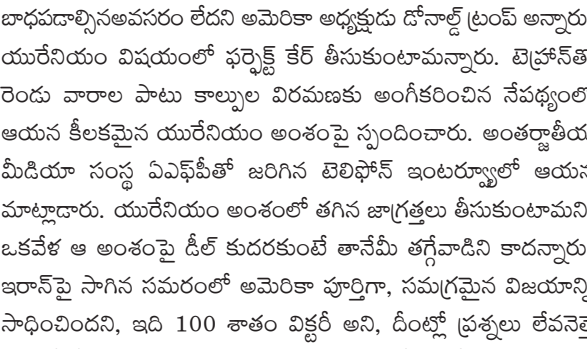 బాధపడాల్సినఅవసరం లేదని అమెరికా అధ్యక్షుడు డోనాల్డ్ ట్రంప్ అన్నారు
యురేనియం విషయంలో ఫర్ఫెక్ట్ కేర్ తీసుకుంటామన్నారు. టెహ్రాన్‌తో
రెండు వారాల పాటు కాల్పుల విరమణకు అంగీకరించిన నేపథ్యంలో
ఆయన కీలకమైన యురేనియం అంశంపై స్పందించారు. అంతర్జాతీయ
మీడియా సంస్థ ఏఎఫ్‌పీతో జరిగిన టెలిఫోన్ ఇంటర్వ్యూలో ఆయన
మాట్లాడారు. యురేనియం అంశంలో తగిన జాగ్రత్తలు తీసుకుంటామని
ఒకవేళ ఆ అంశంపై డీల్ కుదరకుంటే తానేమీ తగ్గేవాడిని కాదన్నారు
ఇరాన్‌పై సాగిన సమరంలో అమెరికా పూర్తిగా, సమగ్రమైన విజయాన్ని
సాధించిందని, ఇది 100 శాతం విక్టరీ అని, దీంట్లో ప్రశ్నలు